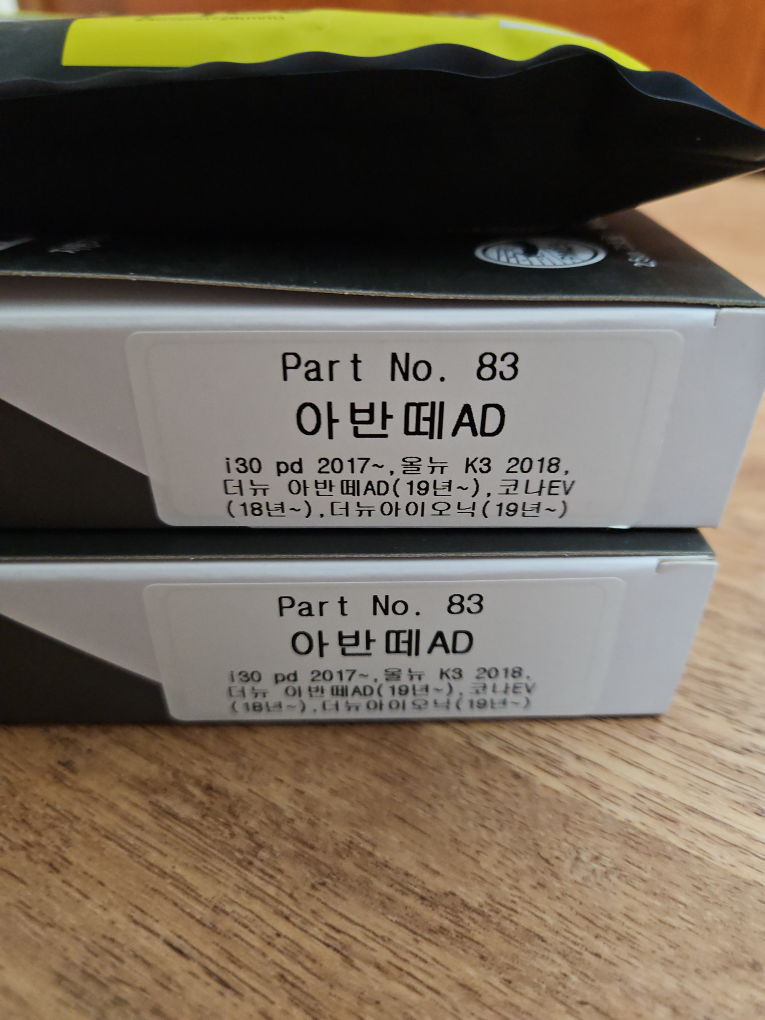 Part No. 83
아반떼AD
i30 pd 2017~,올뉴 K3 2018,
더뉴 아반떼AD(19년~),코나EV
(18년~),더뉴아이오닉(19년~)
Part No. 83
아반떼AD
i30 pd 2017~,올뉴 K3 2018,
더뉴 아반떼AD(19년~),코나EV
(18년~),더뉴아이오닉(19년~)